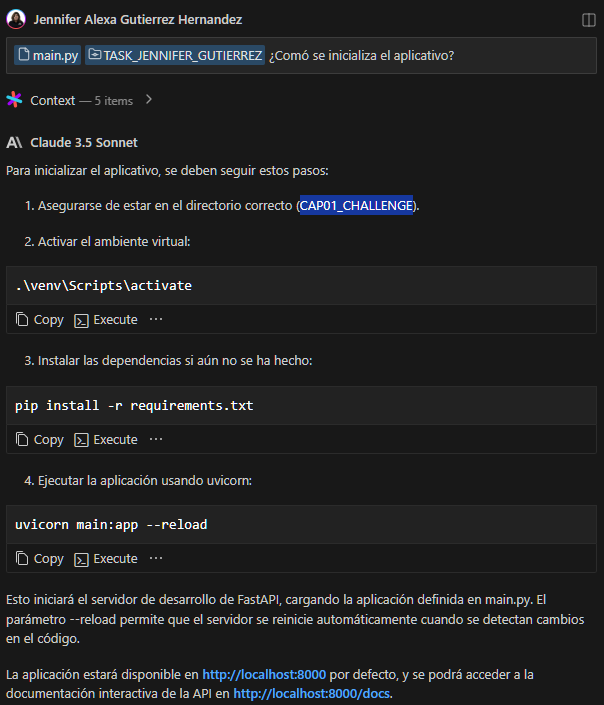 Jennifer Alexa Gutierrez Hernandez
main.py TASK_JENNIFER_GUTIERREZ ¿Comó se inicializa el aplicativo?
Context — 5 items
Claude 3.5 Sonnet
Para inicializar el aplicativo, se deben seguir estos pasos:
1. Asegurarse de estar en el directorio correcto (CAP01_CHALLENGE).
2. Activar el ambiente virtual:
.\venv\Scripts\activate
Copy Execute ···
3. Instalar las dependencias si aún no se ha hecho:
pip install -r requirements.txt
Copy Execute ···
4. Ejecutar la aplicación usando uvicorn:
uvicorn main:app --reload
Copy Execute ···
Esto iniciará el servidor de desarrollo de FastAPI, cargando la aplicación definida en main.py. El
parámetro --reload permite que el servidor se reinicie automáticamente cuando se detectan cambios
en el código.
La aplicación estará disponible en http://localhost:8000 por defecto, y se podrá acceder a la
documentación interactiva de la API en http://localhost:8000/docs.